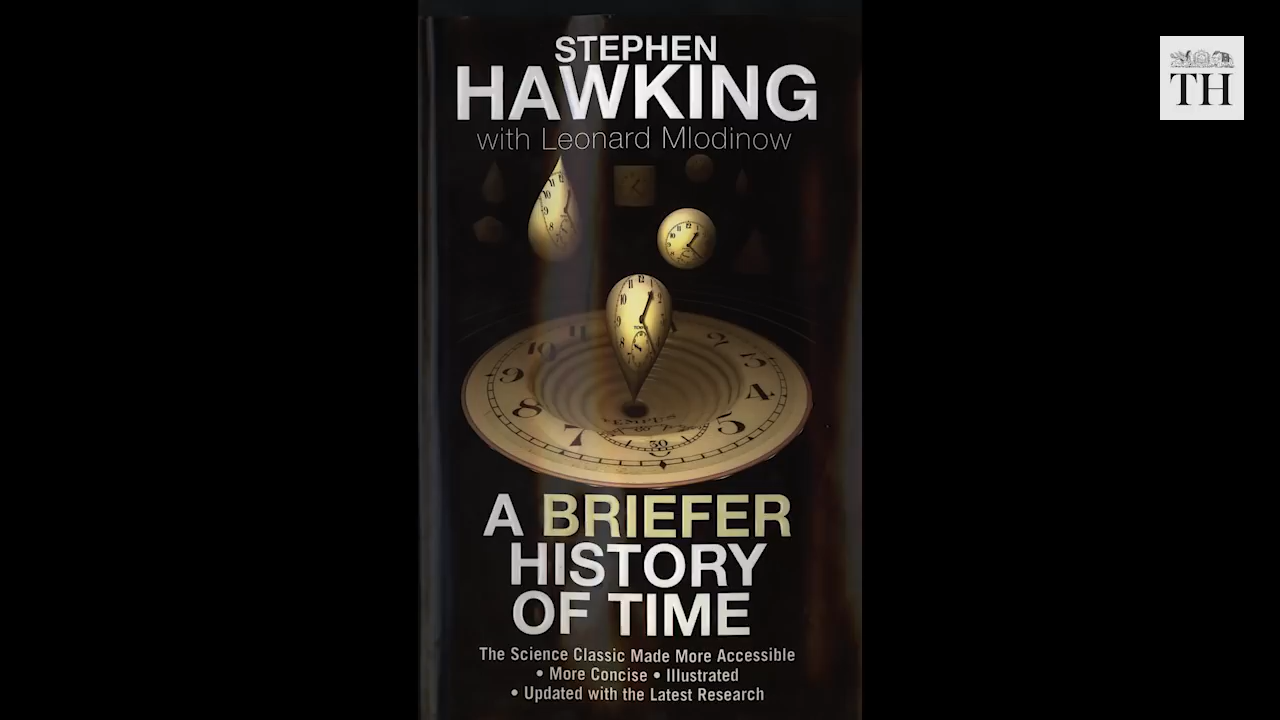 STEPHEN
HAWKING
with Leonard Mlodinow
TH
A BRIEFER
HISTORY
OF TIME
The Science Classic Made More Accessible
• More Concise • Illustrated
• Updated with the Latest Research